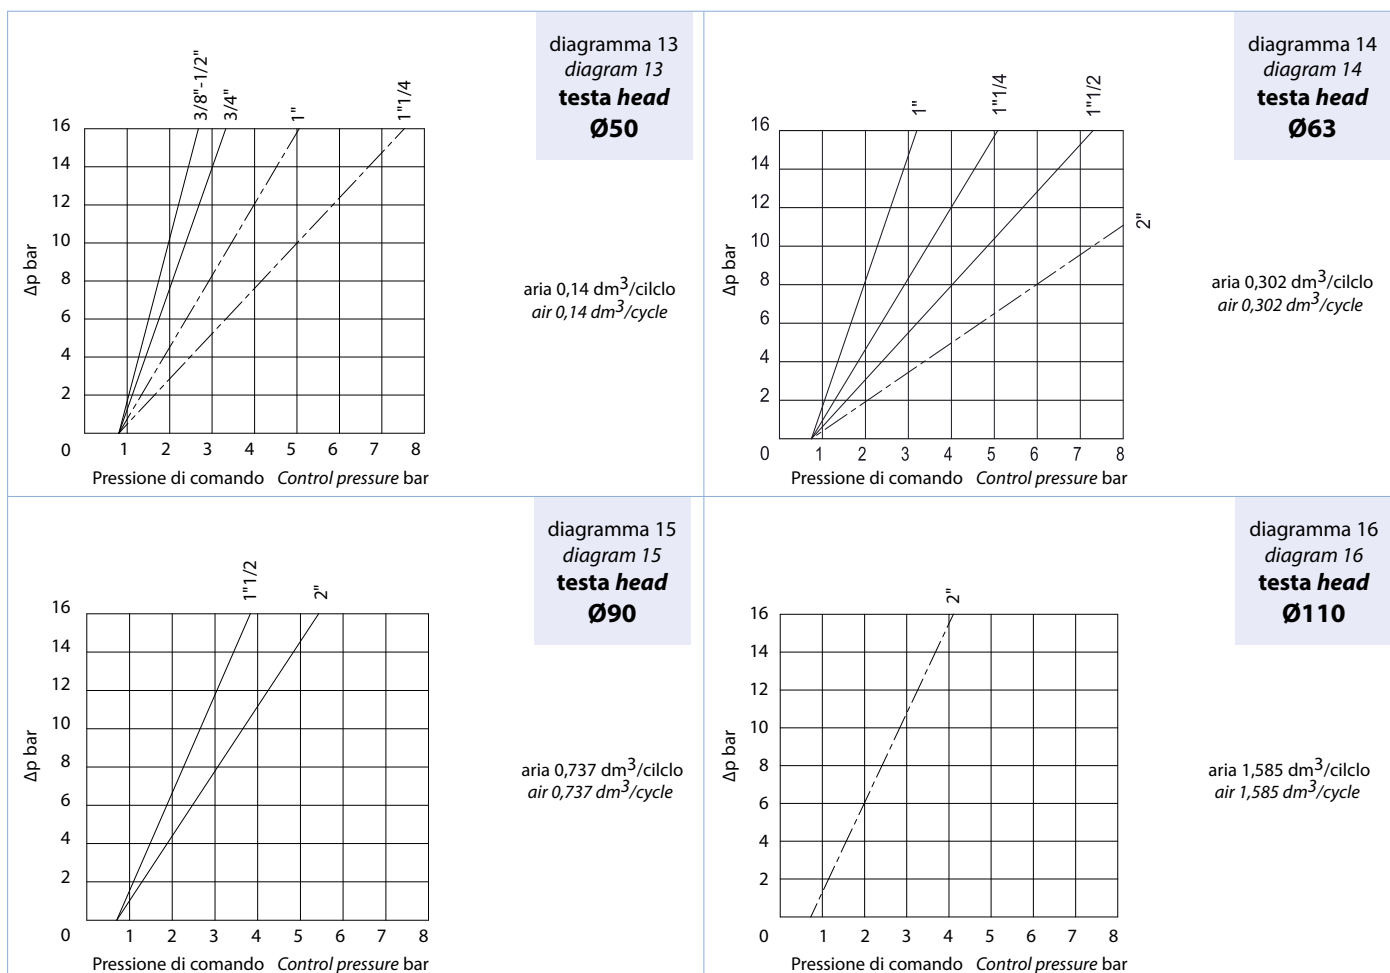 diagramma 13
diagram 13
testa head
Ø50
3/8"-1/2"
3/4"
1"
1"1/4
16
14
12
10
8
6
4
2
0
Δp bar
1 2 3 4 5 6 7 8
Pressione di comando Control pressure bar
aria 0,14 dm³/cilclo
air 0,14 dm³/cycle
diagramma 14
diagram 14
testa head
Ø63
1"
1"1/4
1"1/2
2"
16
14
12
10
8
6
4
2
0
Δp bar
1 2 3 4 5 6 7 8
Pressione di comando Control pressure bar
aria 0,302 dm³/cilclo
air 0,302 dm³/cycle
diagramma 15
diagram 15
testa head
Ø90
1"1/2
2"
16
14
12
10
8
6
4
2
0
Δp bar
1 2 3 4 5 6 7 8
Pressione di comando Control pressure bar
aria 0,737 dm³/cilclo
air 0,737 dm³/cycle
diagramma 16
diagram 16
testa head
Ø110
2"
16
14
12
10
8
6
4
2
0
Δp bar
1 2 3 4 5 6 7 8
Pressione di comando Control pressure bar
aria 1,585 dm³/cilclo
air 1,585 dm³/cycle